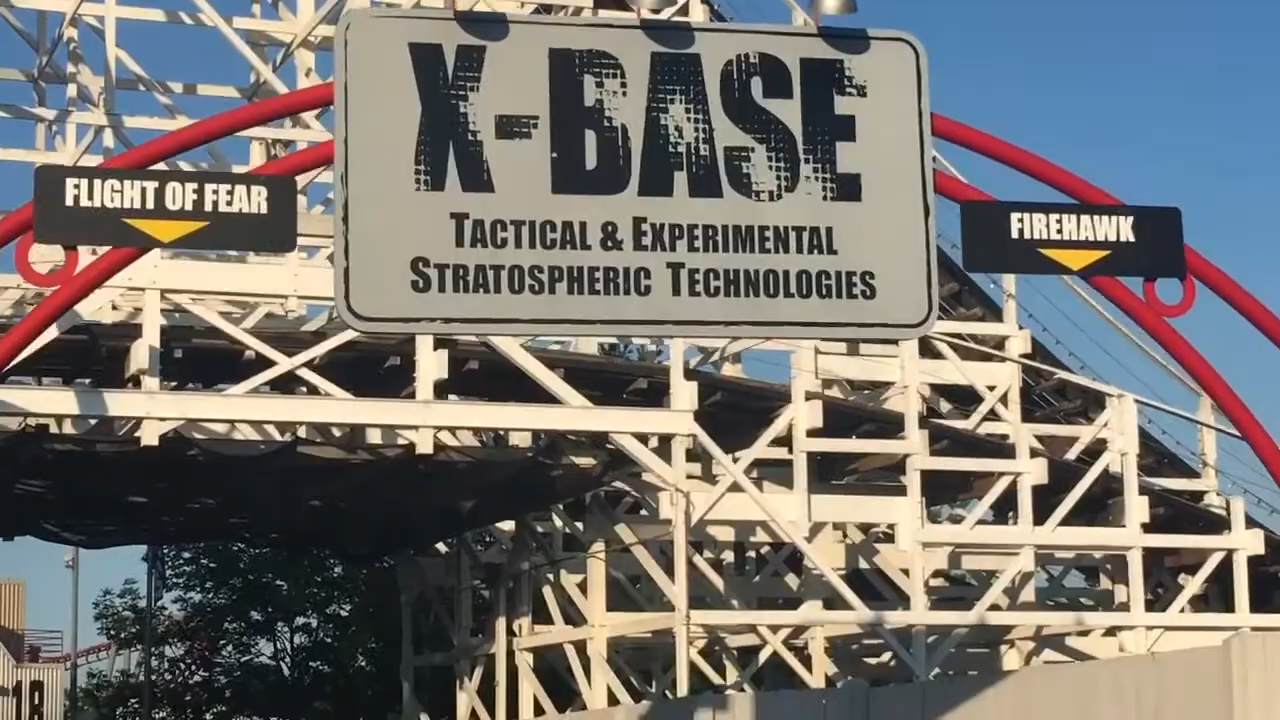 X-BASE
TACTICAL & EXPERIMENTAL
STRATOSPHERIC TECHNOLOGIES
FLIGHT OF FEAR
FIREHAWK
18